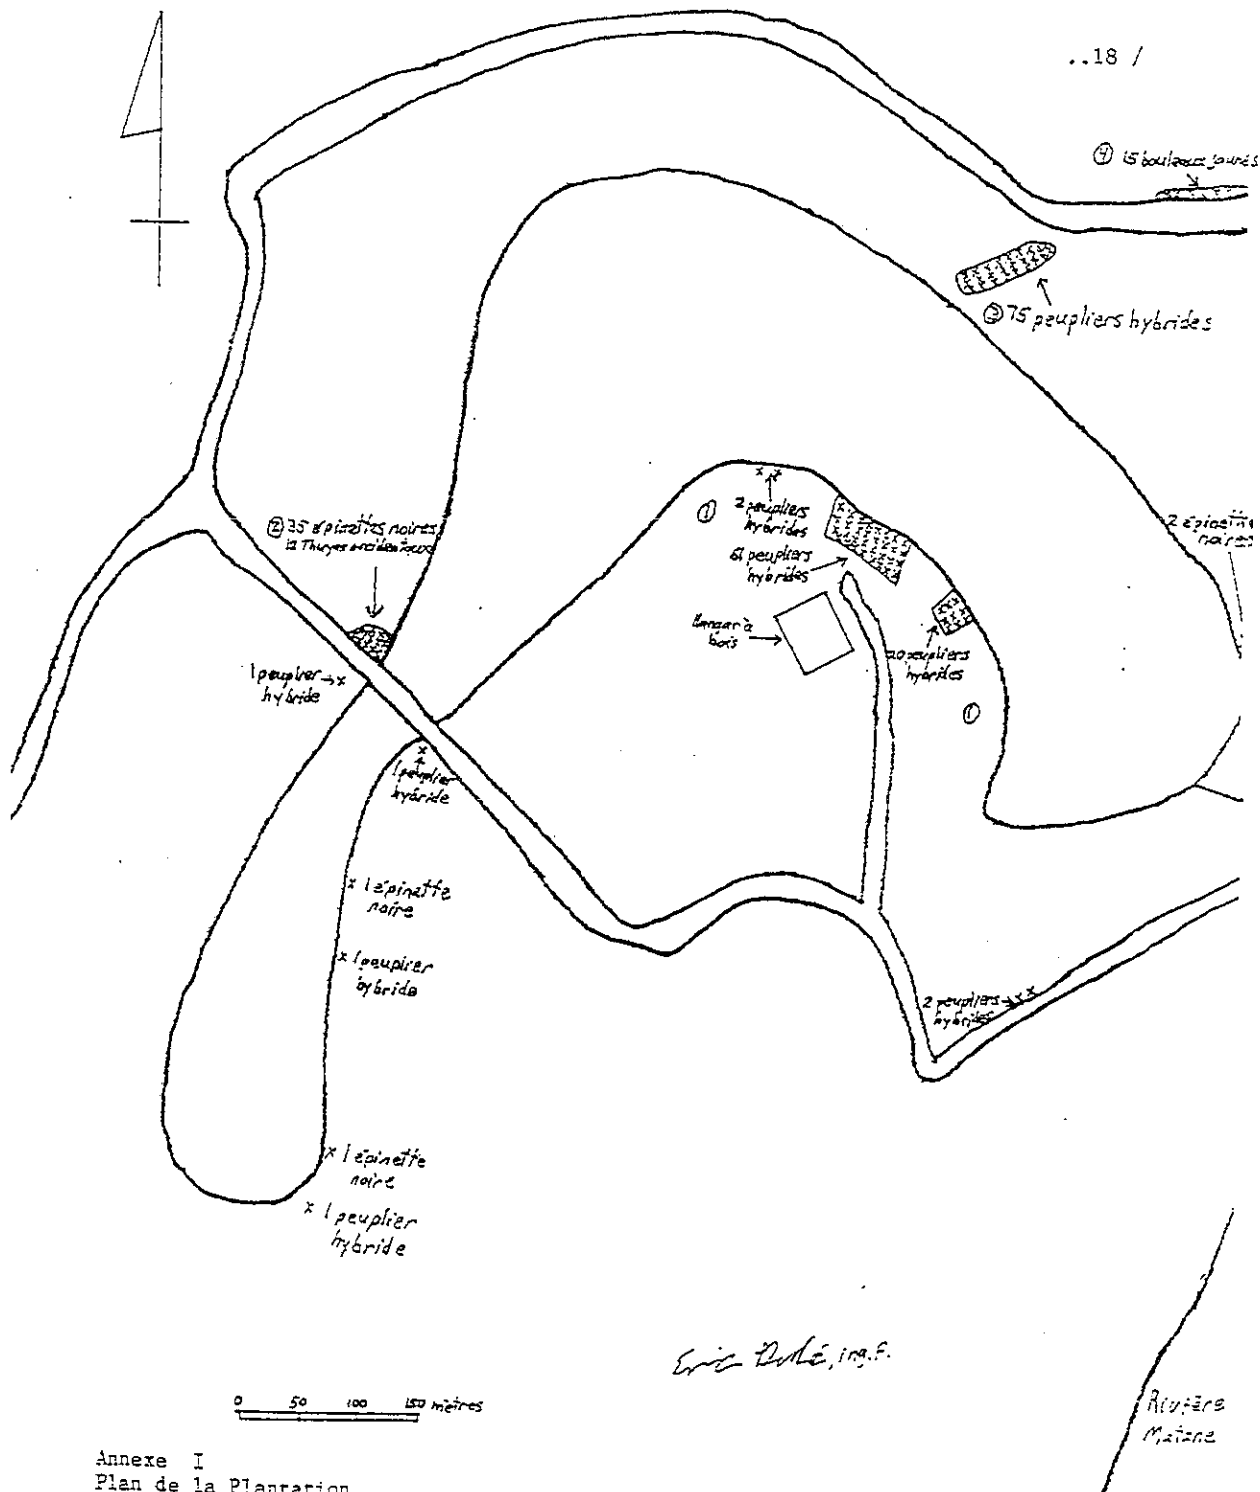 ..18 /
④ 15 bouleaux jaunes
③ 75 peupliers hybrides
①
2 peupliers
hybrides
2 épinettes
noires
② 35 épinettes noires
12 Thuyas occidentaux
61 peupliers
hybrides
Hangar à
bois
20 peupliers
hybrides
1 peuplier
hybride
①
1 peuplier
hybride
1 épinette
noire
1 peuplier
hybride
2 peupliers
hybrides
1 épinette
noire
1 peuplier
hybride
Eric
, ing.f.
0 50 100 150 mètres
Rivière
Matane
Annexe I
Plan de la Plantation